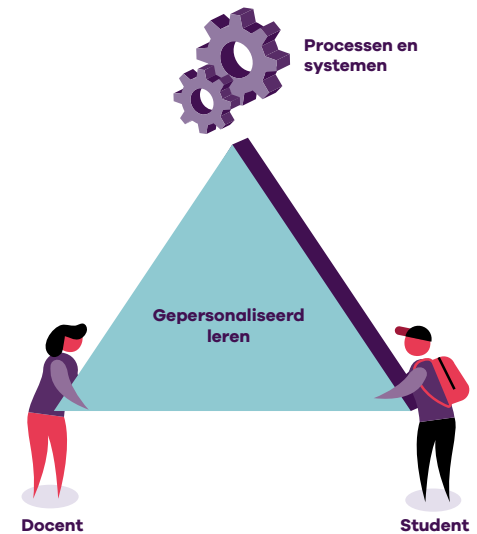 Processen en
systemen
Gepersonaliseerd
leren
Docent
Student